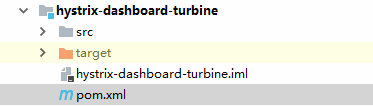 hystrix-dashboard-turbine
src
target
hystrix-dashboard-turbine.iml
pom.xml